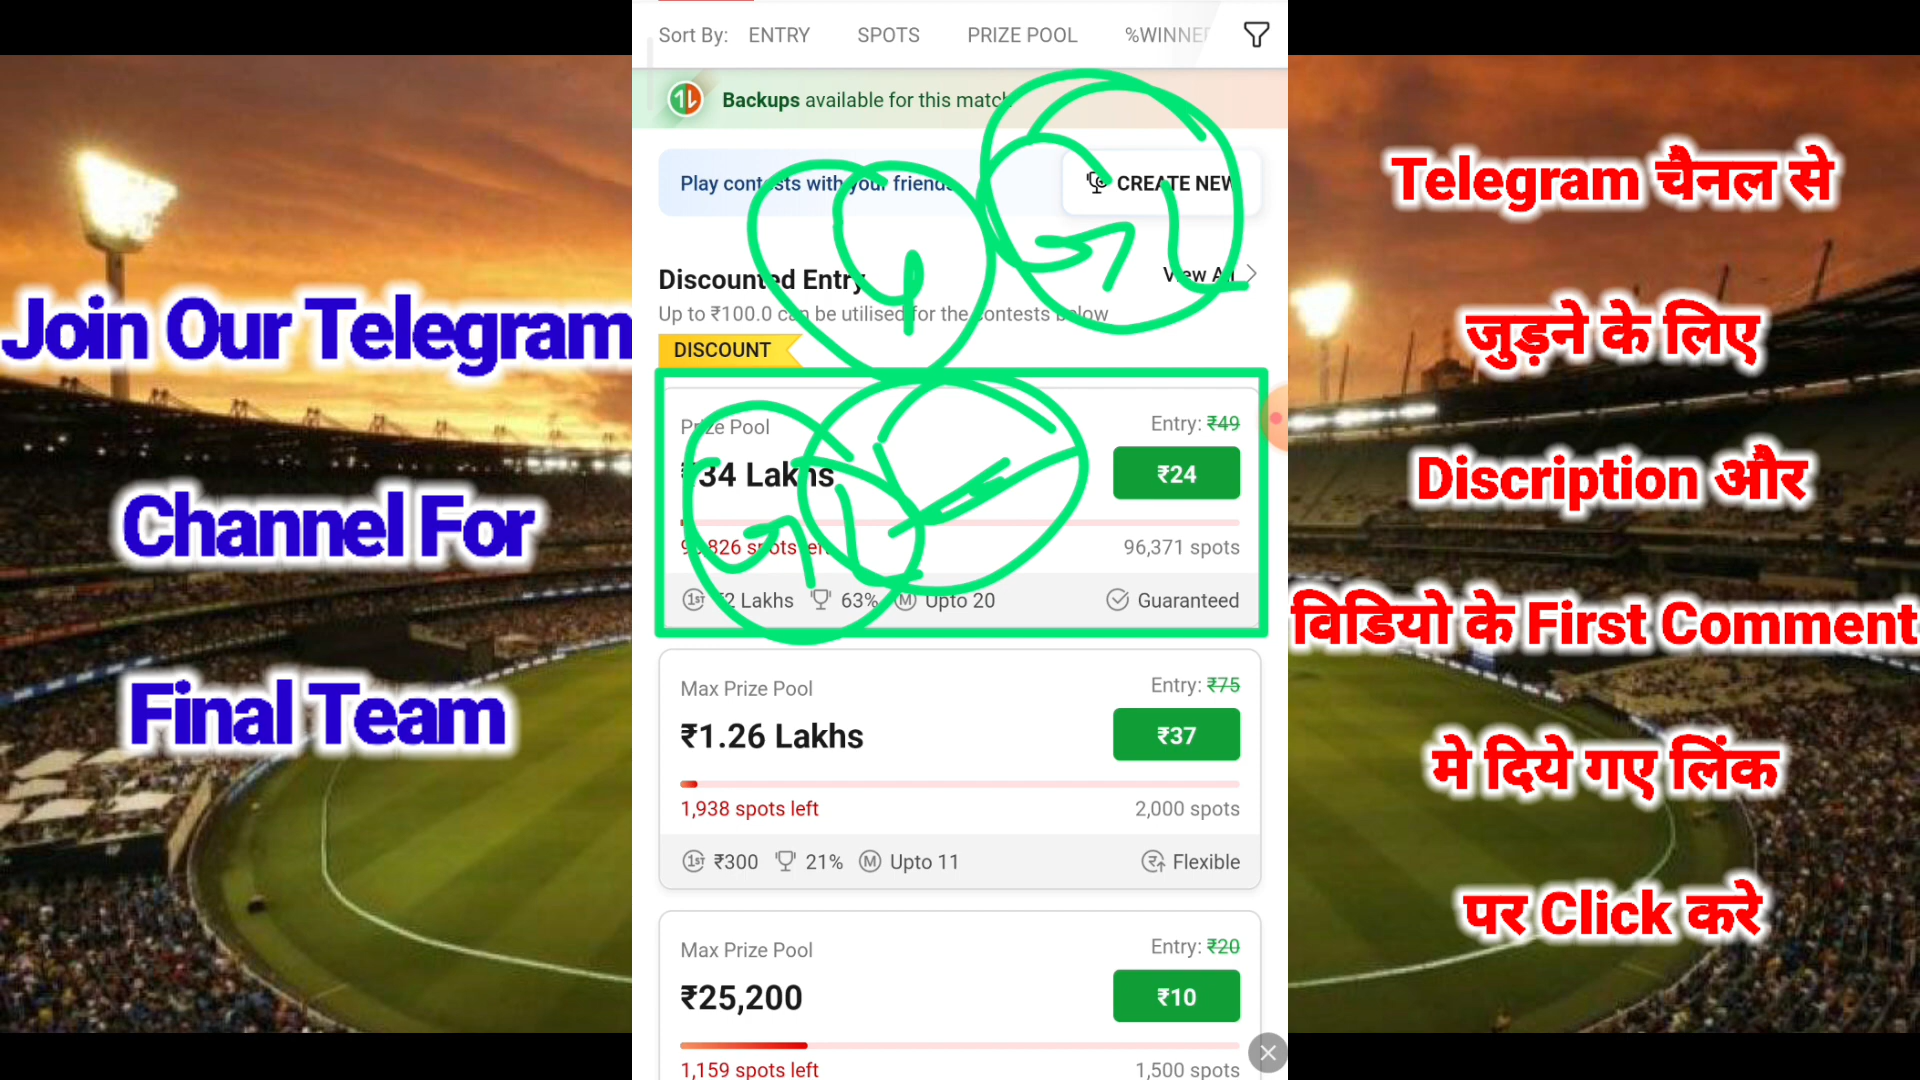 Join Our Telegram
Channel For
Final Team
Sort By: ENTRY SPOTS PRIZE POOL %WINNER
Backups available for this match
Play contests with your friends
CREATE NEW
Discounted Entry
View All
Up to ₹100.0 can be utilised for the contests below
DISCOUNT
Prize Pool
Entry: ₹49
₹34 Lakhs
₹24
spots left
96,371 spots
1ST ₹2 Lakhs 63% M Upto 20
Guaranteed
Max Prize Pool
Entry: ₹75
₹1.26 Lakhs
₹37
1,938 spots left
2,000 spots
1ST ₹300 21% M Upto 11
Flexible
Max Prize Pool
Entry: ₹20
₹25,200
₹10
1,159 spots left
1,500 spots
Telegram चैनल से
जुड़ने के लिए
Discription और
विडियो के First Comment
मे दिये गए लिंक
पर Click करे